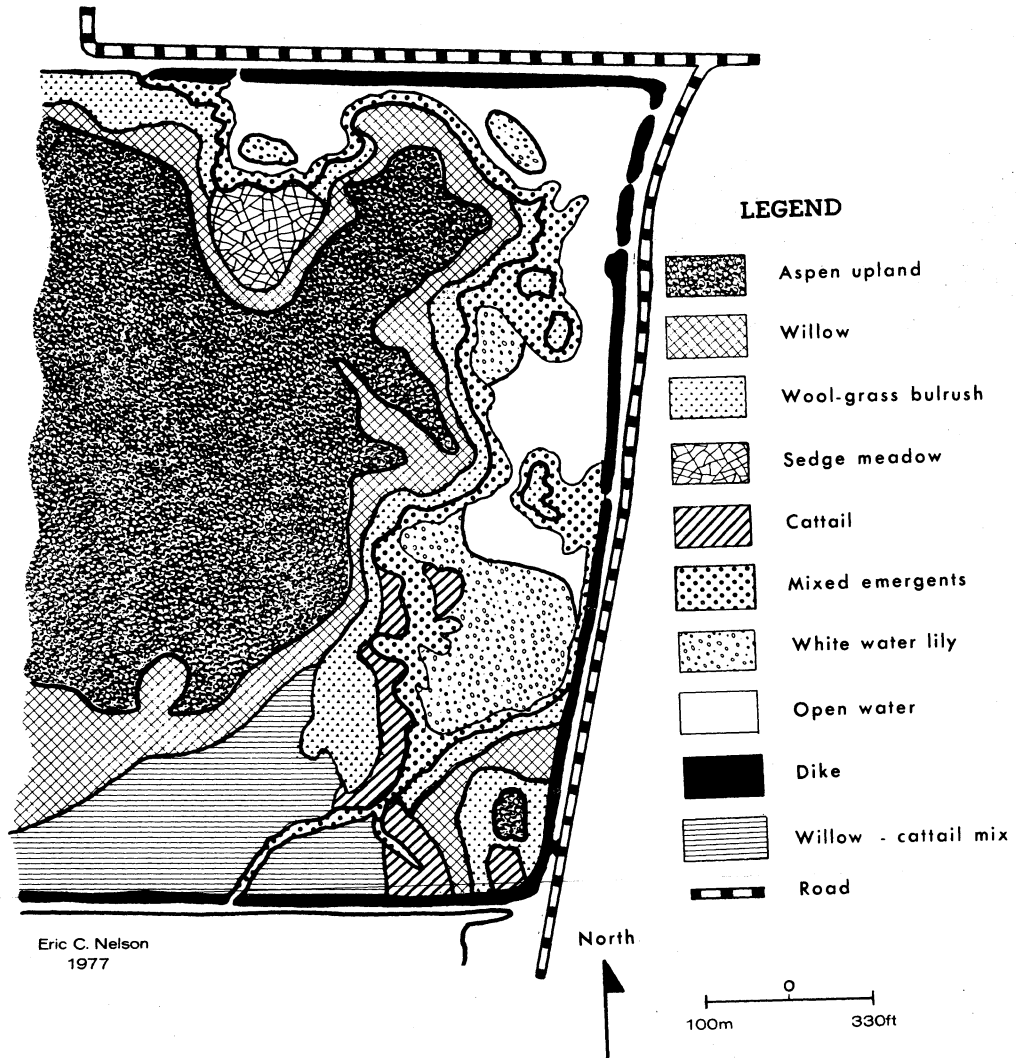 LEGEND
Aspen upland
Willow
Wool-grass bulrush
Sedge meadow
Cattail
Mixed emergents
White water lily
Open water
Dike
Willow - cattail mix
Road
Eric C. Nelson
1977
North
0
100m 330ft